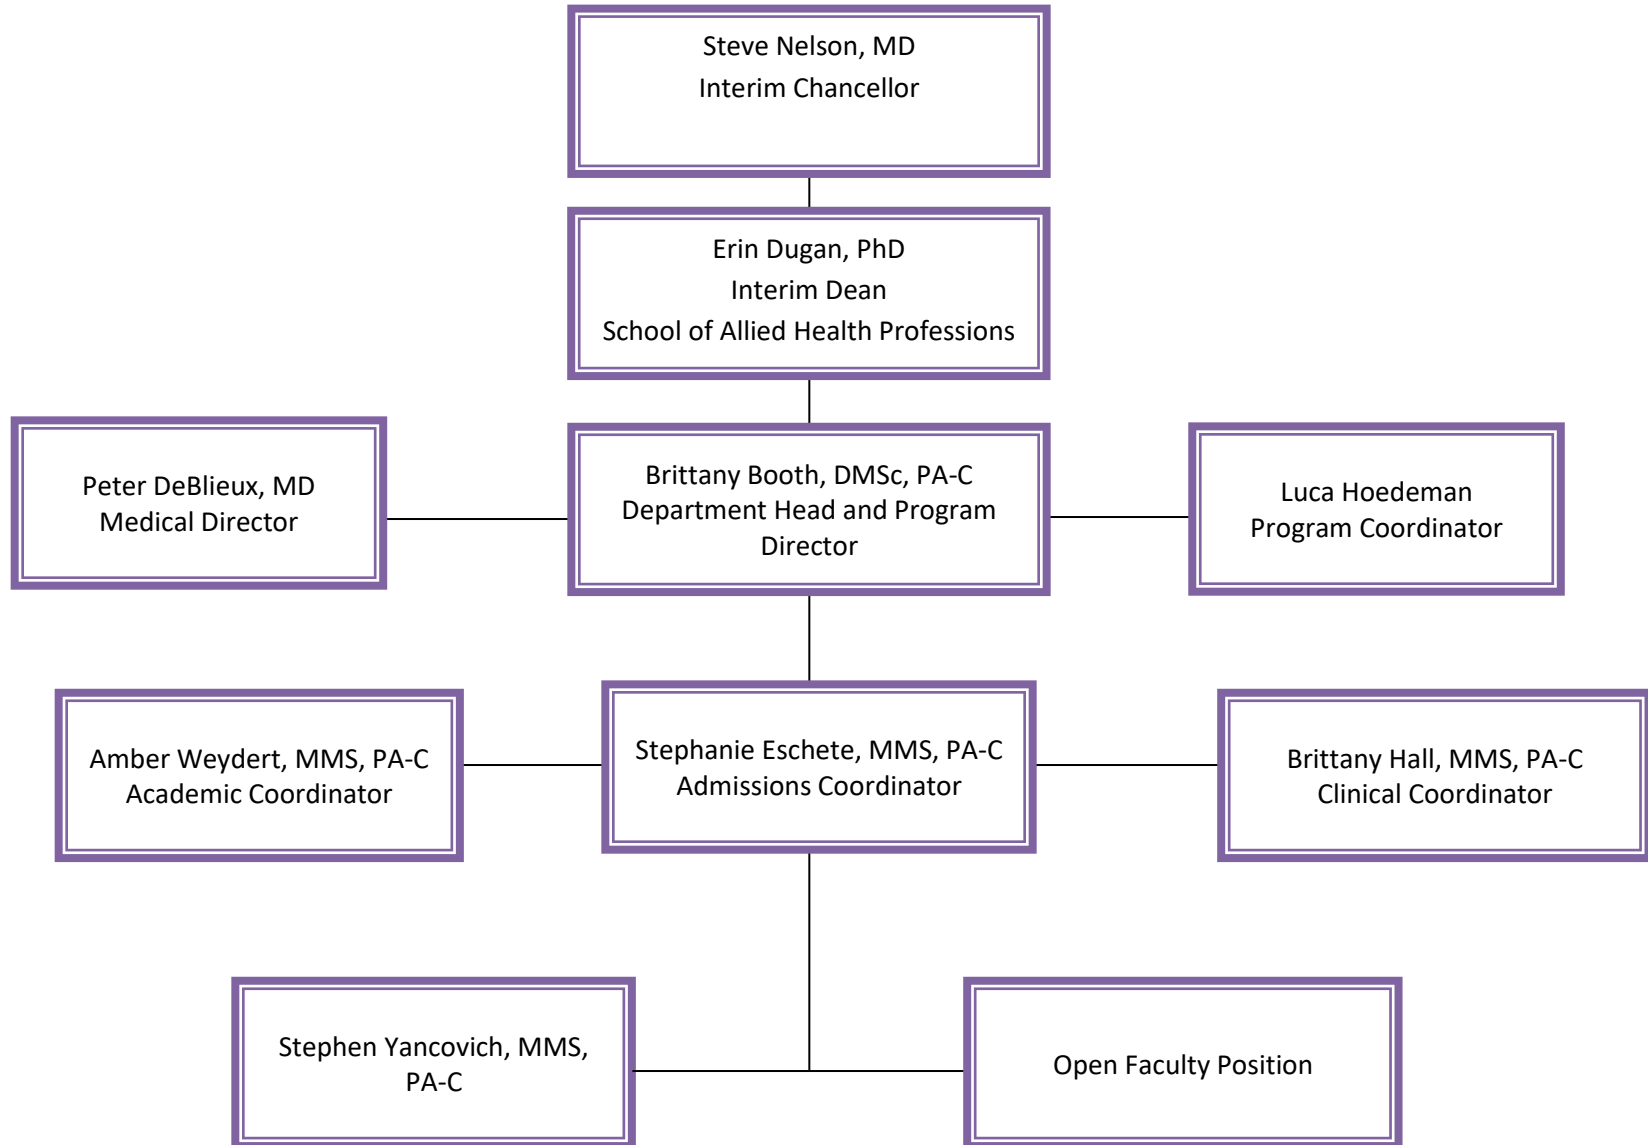 Steve Nelson, MD
Interim Chancellor
Erin Dugan, PhD
Interim Dean
School of Allied Health Professions
Peter DeBlieux, MD
Medical Director
Brittany Booth, DMSc, PA-C
Department Head and Program
Director
Luca Hoedeman
Program Coordinator
Amber Weydert, MMS, PA-C
Academic Coordinator
Stephanie Eschete, MMS, PA-C
Admissions Coordinator
Brittany Hall, MMS, PA-C
Clinical Coordinator
Stephen Yancovich, MMS,
PA-C
Open Faculty Position